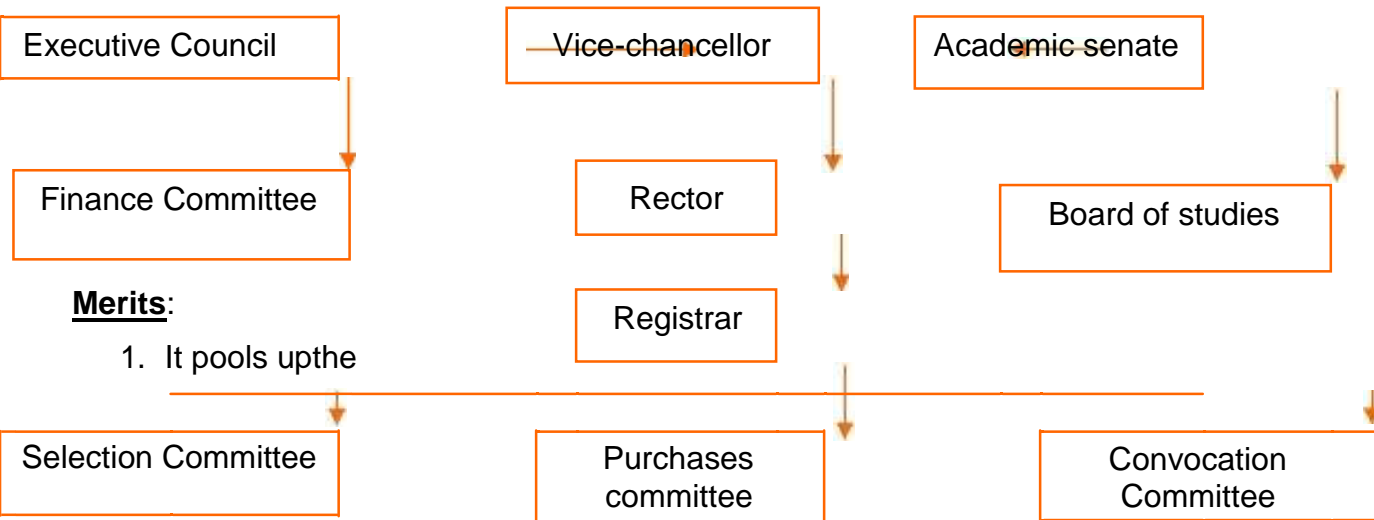 Executive Council
Vice-chancellor
Academic senate
Finance Committee
Rector
Board of studies
Merits:
Registrar
1. It pools upthe
Selection Committee
Purchases
committee
Convocation
Committee